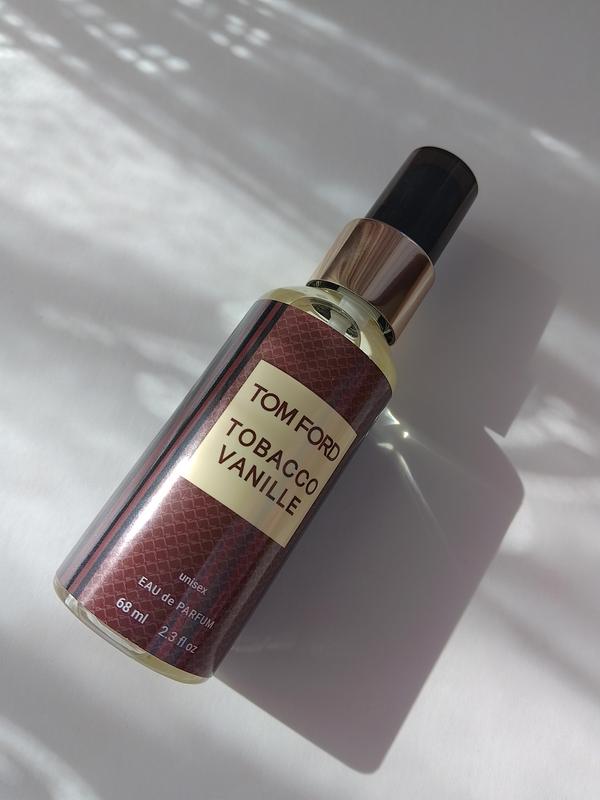 TOM FORD
TOBACCO
VANILLE
unisex
EAU de PARFUM
68 ml 2.3 fl oz